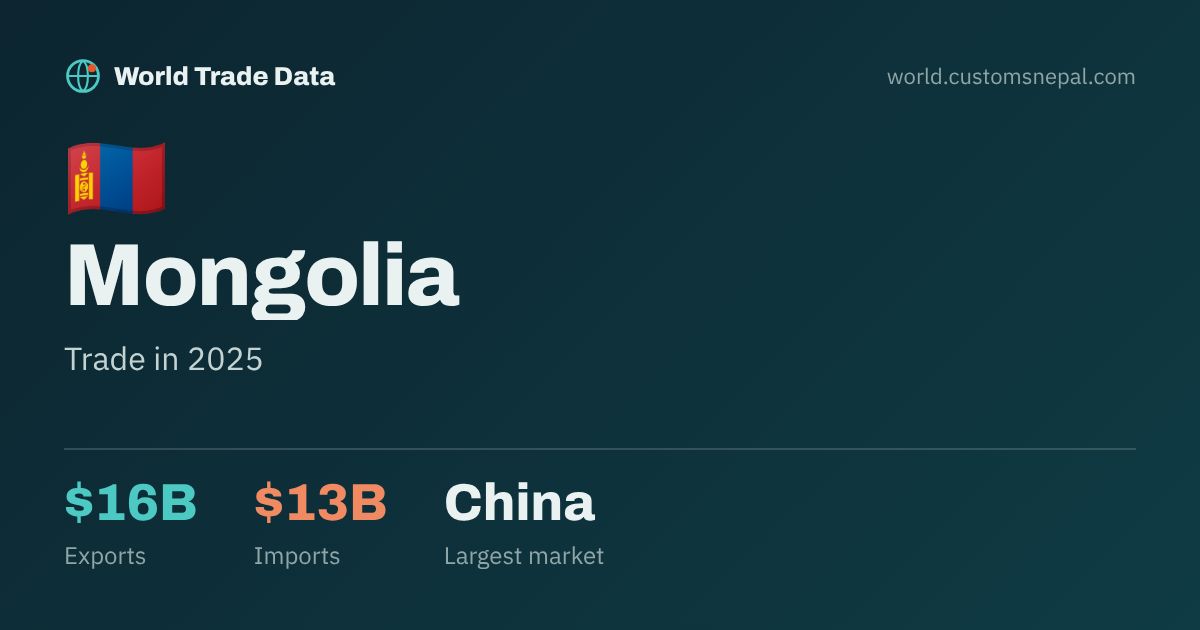 World Trade Data
world.customsnepal.com
Mongolia
Trade in 2025
$16B $13B China
Exports Imports Largest market